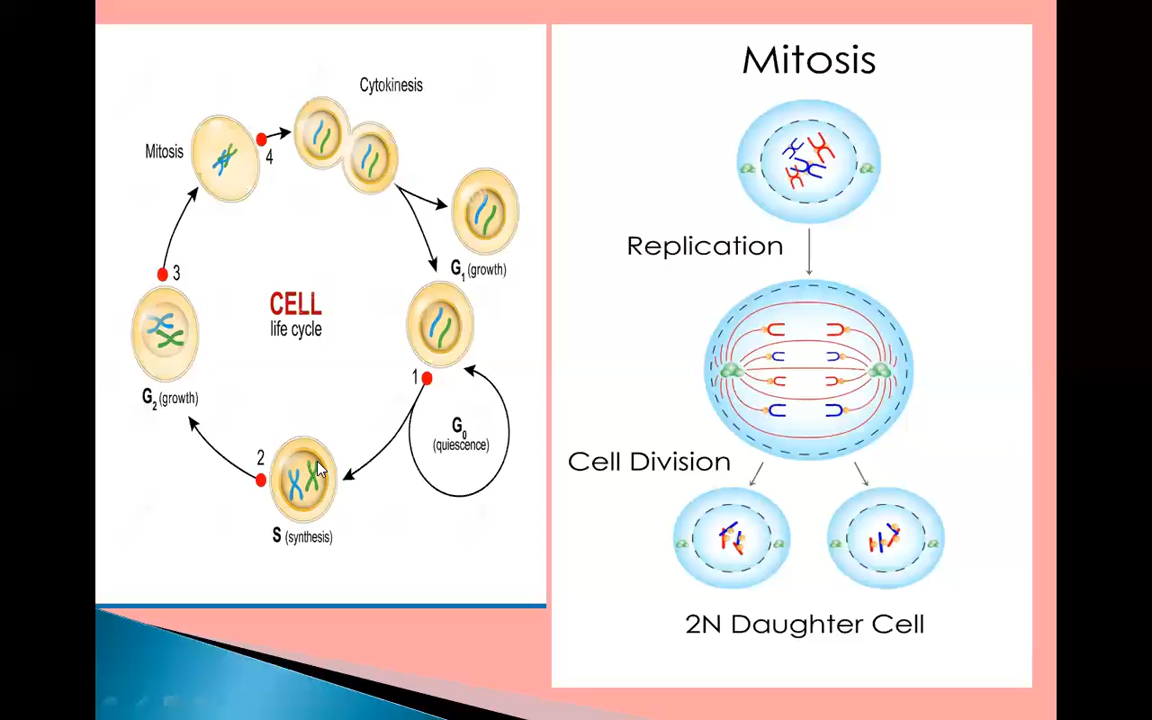 Cytokinesis
Mitosis
4
G1 (growth)
3
CELL
life cycle
1
G2 (growth)
G0
(quiescence)
2
S (synthesis)
Mitosis
Replication
Cell Division
2N Daughter Cell